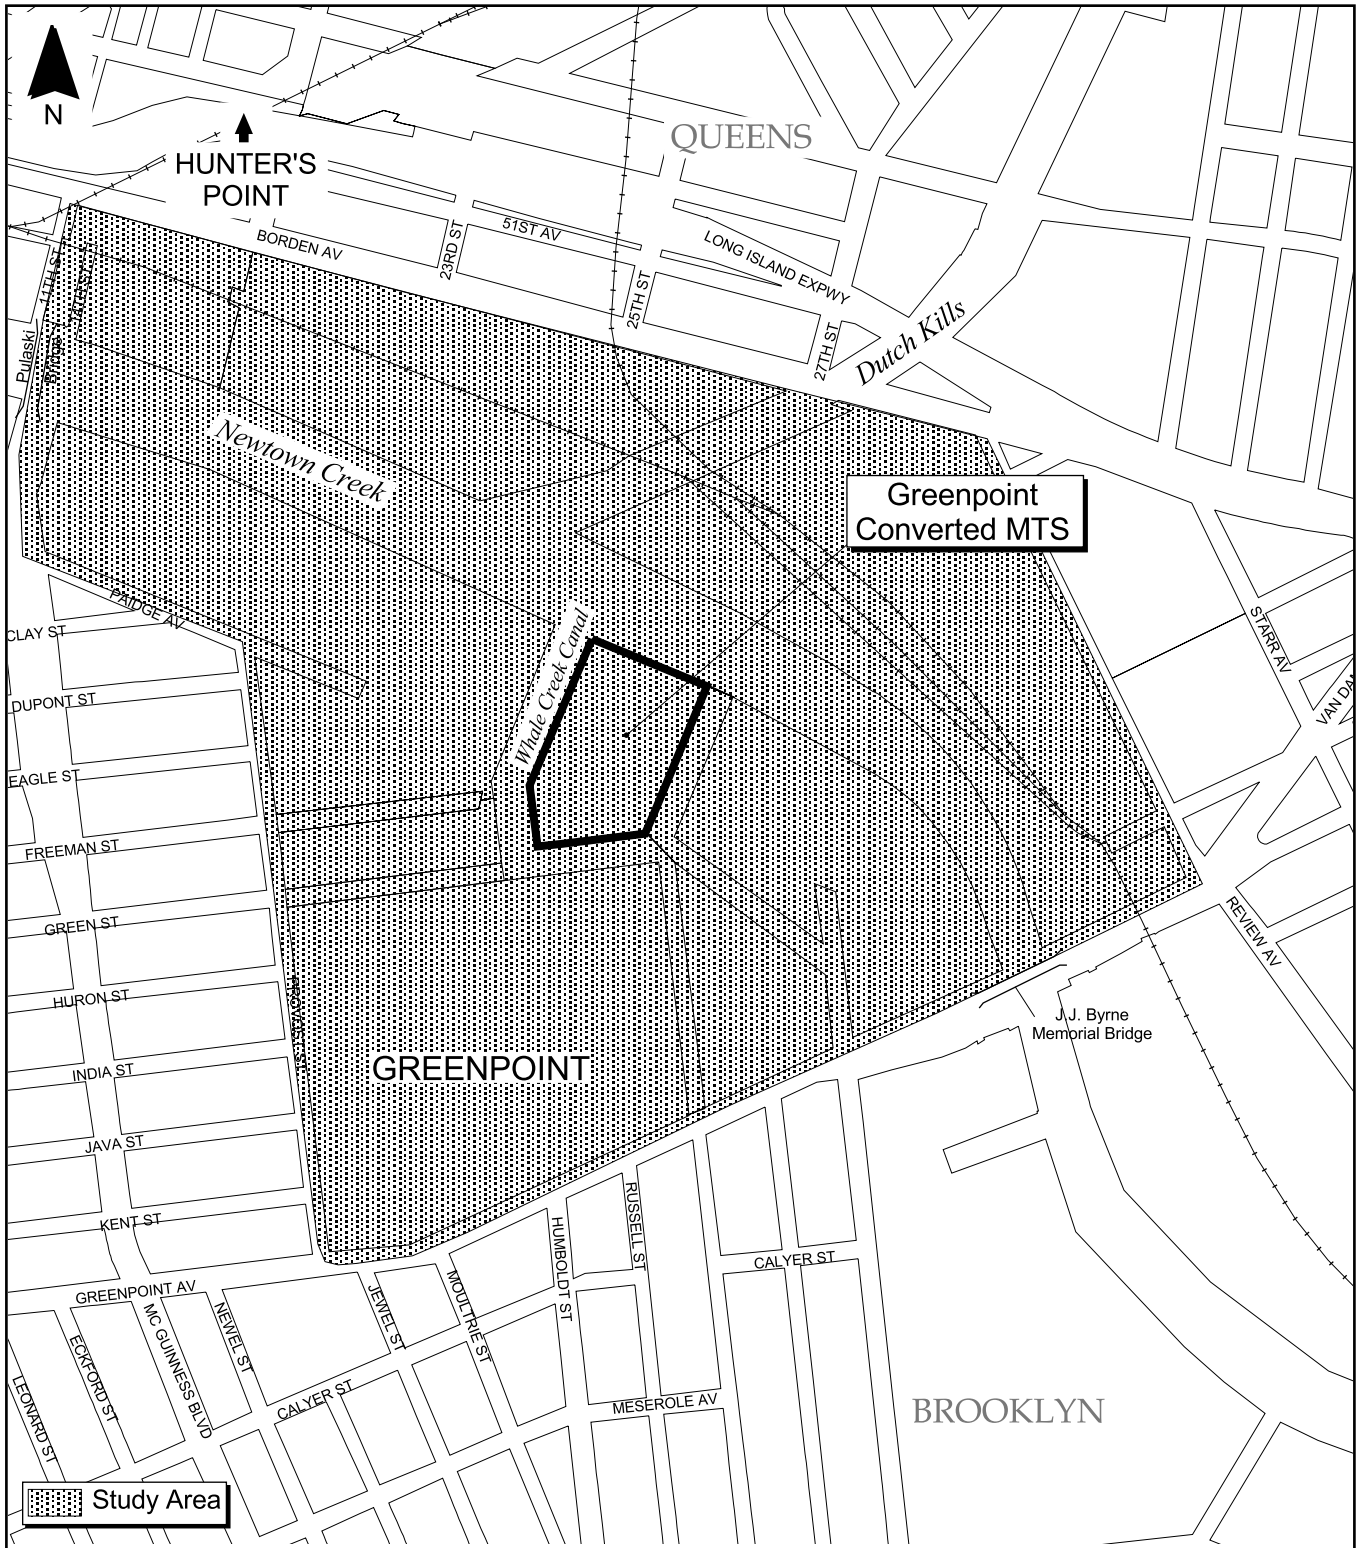 N
QUEENS
HUNTER'S
POINT
51ST AV
BORDEN AV
23RD ST
LONG ISLAND EXPWY
25TH ST
27TH ST
Dutch Kills
11TH ST
Pulaski
Bridge
Newtown Creek
Greenpoint
Converted MTS
PAIDGE AV
Whale Creek Canal
CLAY ST
STARR AV
DUPONT ST
VAN DAM
EAGLE ST
FREEMAN ST
GREEN ST
REVIEW AV
HURON ST
PROVOST ST
J.J. Byrne
Memorial Bridge
INDIA ST
GREENPOINT
JAVA ST
KENT ST
RUSSELL ST
HUMBOLDT ST
CALYER ST
GREENPOINT AV
MOULTRIE ST
JEWEL ST
NEWEL ST
MC GUINNESS BLVD
ECKFORD ST
LEONARD ST
CALYER ST
MESEROLE AV
BROOKLYN
Study Area